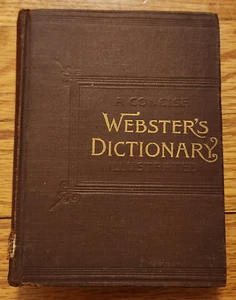 A CONCISE
WEBSTER'S
DICTIONARY
ILLUSTRATED